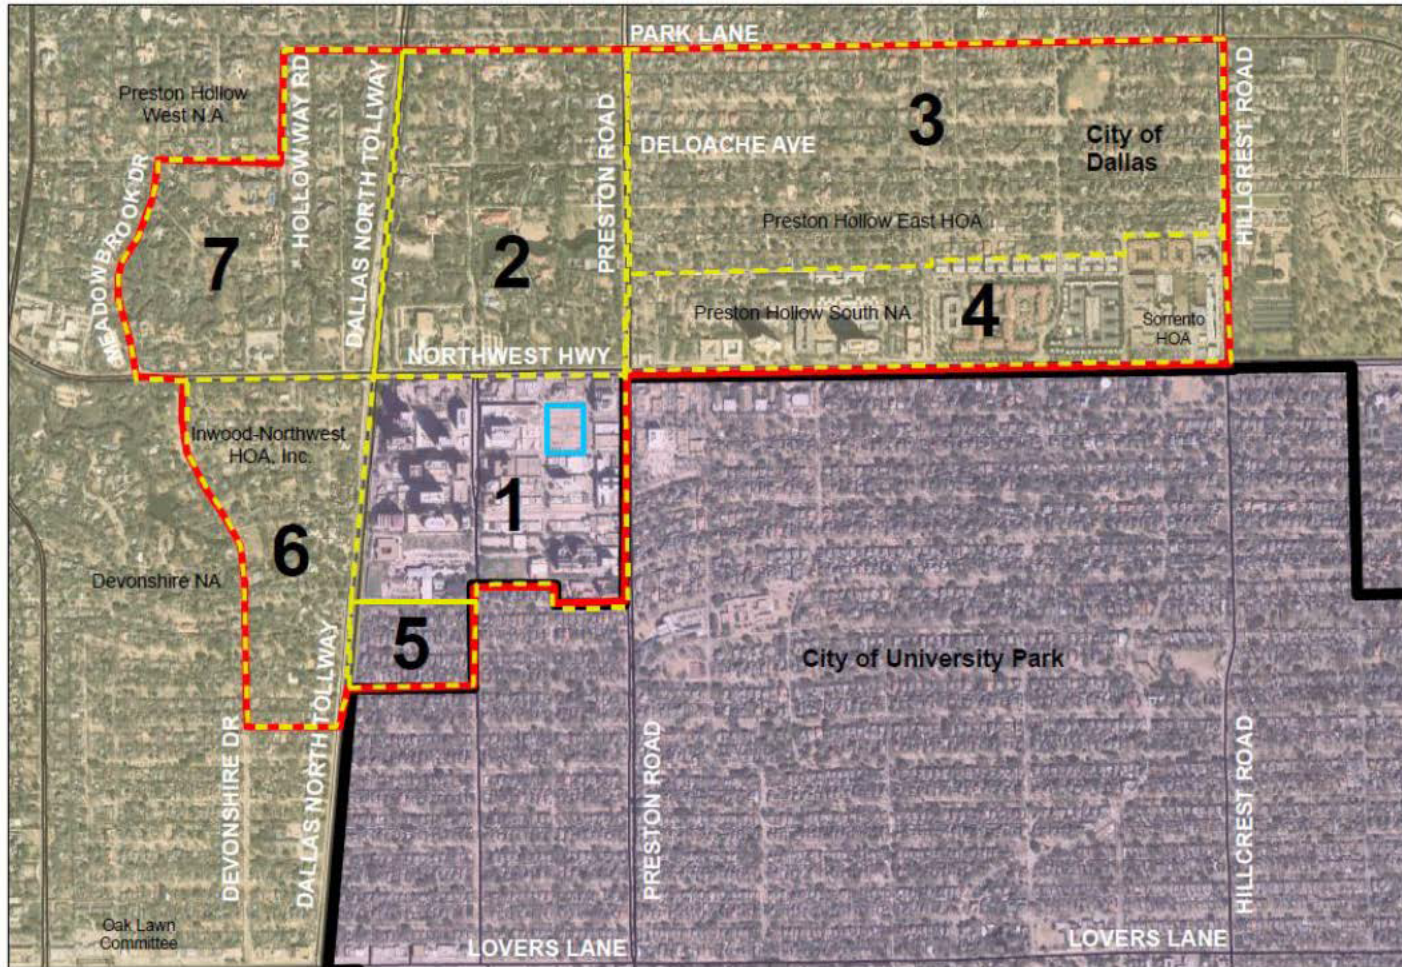 PARK LANE
HOLLOWAY RD
DALLAS NORTH TOLLWAY
Preston Hollow
West N.A.
3
PRESTON ROAD
DELOACHE AVE
City of
Dallas
HILLGREST ROAD
MEADOWBROOK DR
7
2
Preston Hollow East HOA
Preston Hollow South NA
4
Sorrento
HOA
NORTHWEST HWY
Inwood-Northwest
HOA, Inc.
1
6
Devonshire NA
5
City of University Park
DEVONSHIRE DR
DALLAS NORTH TOLLWAY
PRESTON ROAD
HILLCREST ROAD
Oak Lawn
Committee
LOVERS LANE
LOVERS LANE